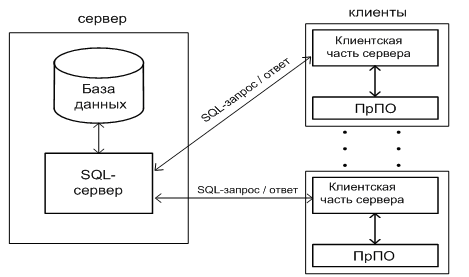 сервер
клиенты
База
данных
SQL-
сервер
SQL-запрос / ответ
SQL-запрос / ответ
Клиентская
часть сервера
ПрПО
Клиентская
часть сервера
ПрПО